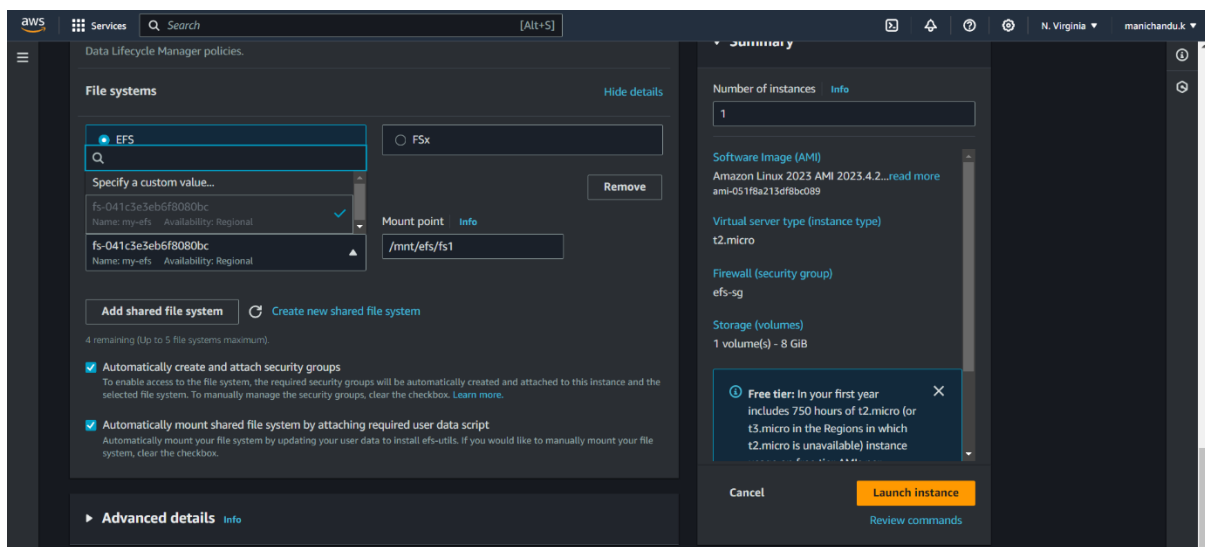 aws
Services
Search
[Alt+S]
N. Virginia ▼
manichandu.k ▼
Data Lifecycle Manager policies.
File systems
Hide details
EFS
FSx
Specify a custom value...
Remove
fs-041c3e3eb6f8080bc
Name: my-efs Availability: Regional
Mount point Info
fs-041c3e3eb6f8080bc
Name: my-efs Availability: Regional
/mnt/efs/fs1
Add shared file system
Create new shared file system
4 remaining (Up to 5 file systems maximum).
Automatically create and attach security groups
To enable access to the file system, the required security groups will be automatically created and attached to this instance and the
selected file system. To manually manage the security groups, clear the checkbox. Learn more.
Automatically mount shared file system by attaching required user data script
Automatically mount your file system by updating your user data to install efs-utils. If you would like to manually mount your file
system, clear the checkbox.
Advanced details Info
Summary
Number of instances Info
1
Software Image (AMI)
Amazon Linux 2023 AMI 2023.4.2...read more
ami-051f8a213df8bc089
Virtual server type (instance type)
t2.micro
Firewall (security group)
efs-sg
Storage (volumes)
1 volume(s) - 8 GiB
Free tier: In your first year
includes 750 hours of t2.micro (or
t3.micro in the Regions in which
t2.micro is unavailable) instance
Cancel
Launch instance
Review commands